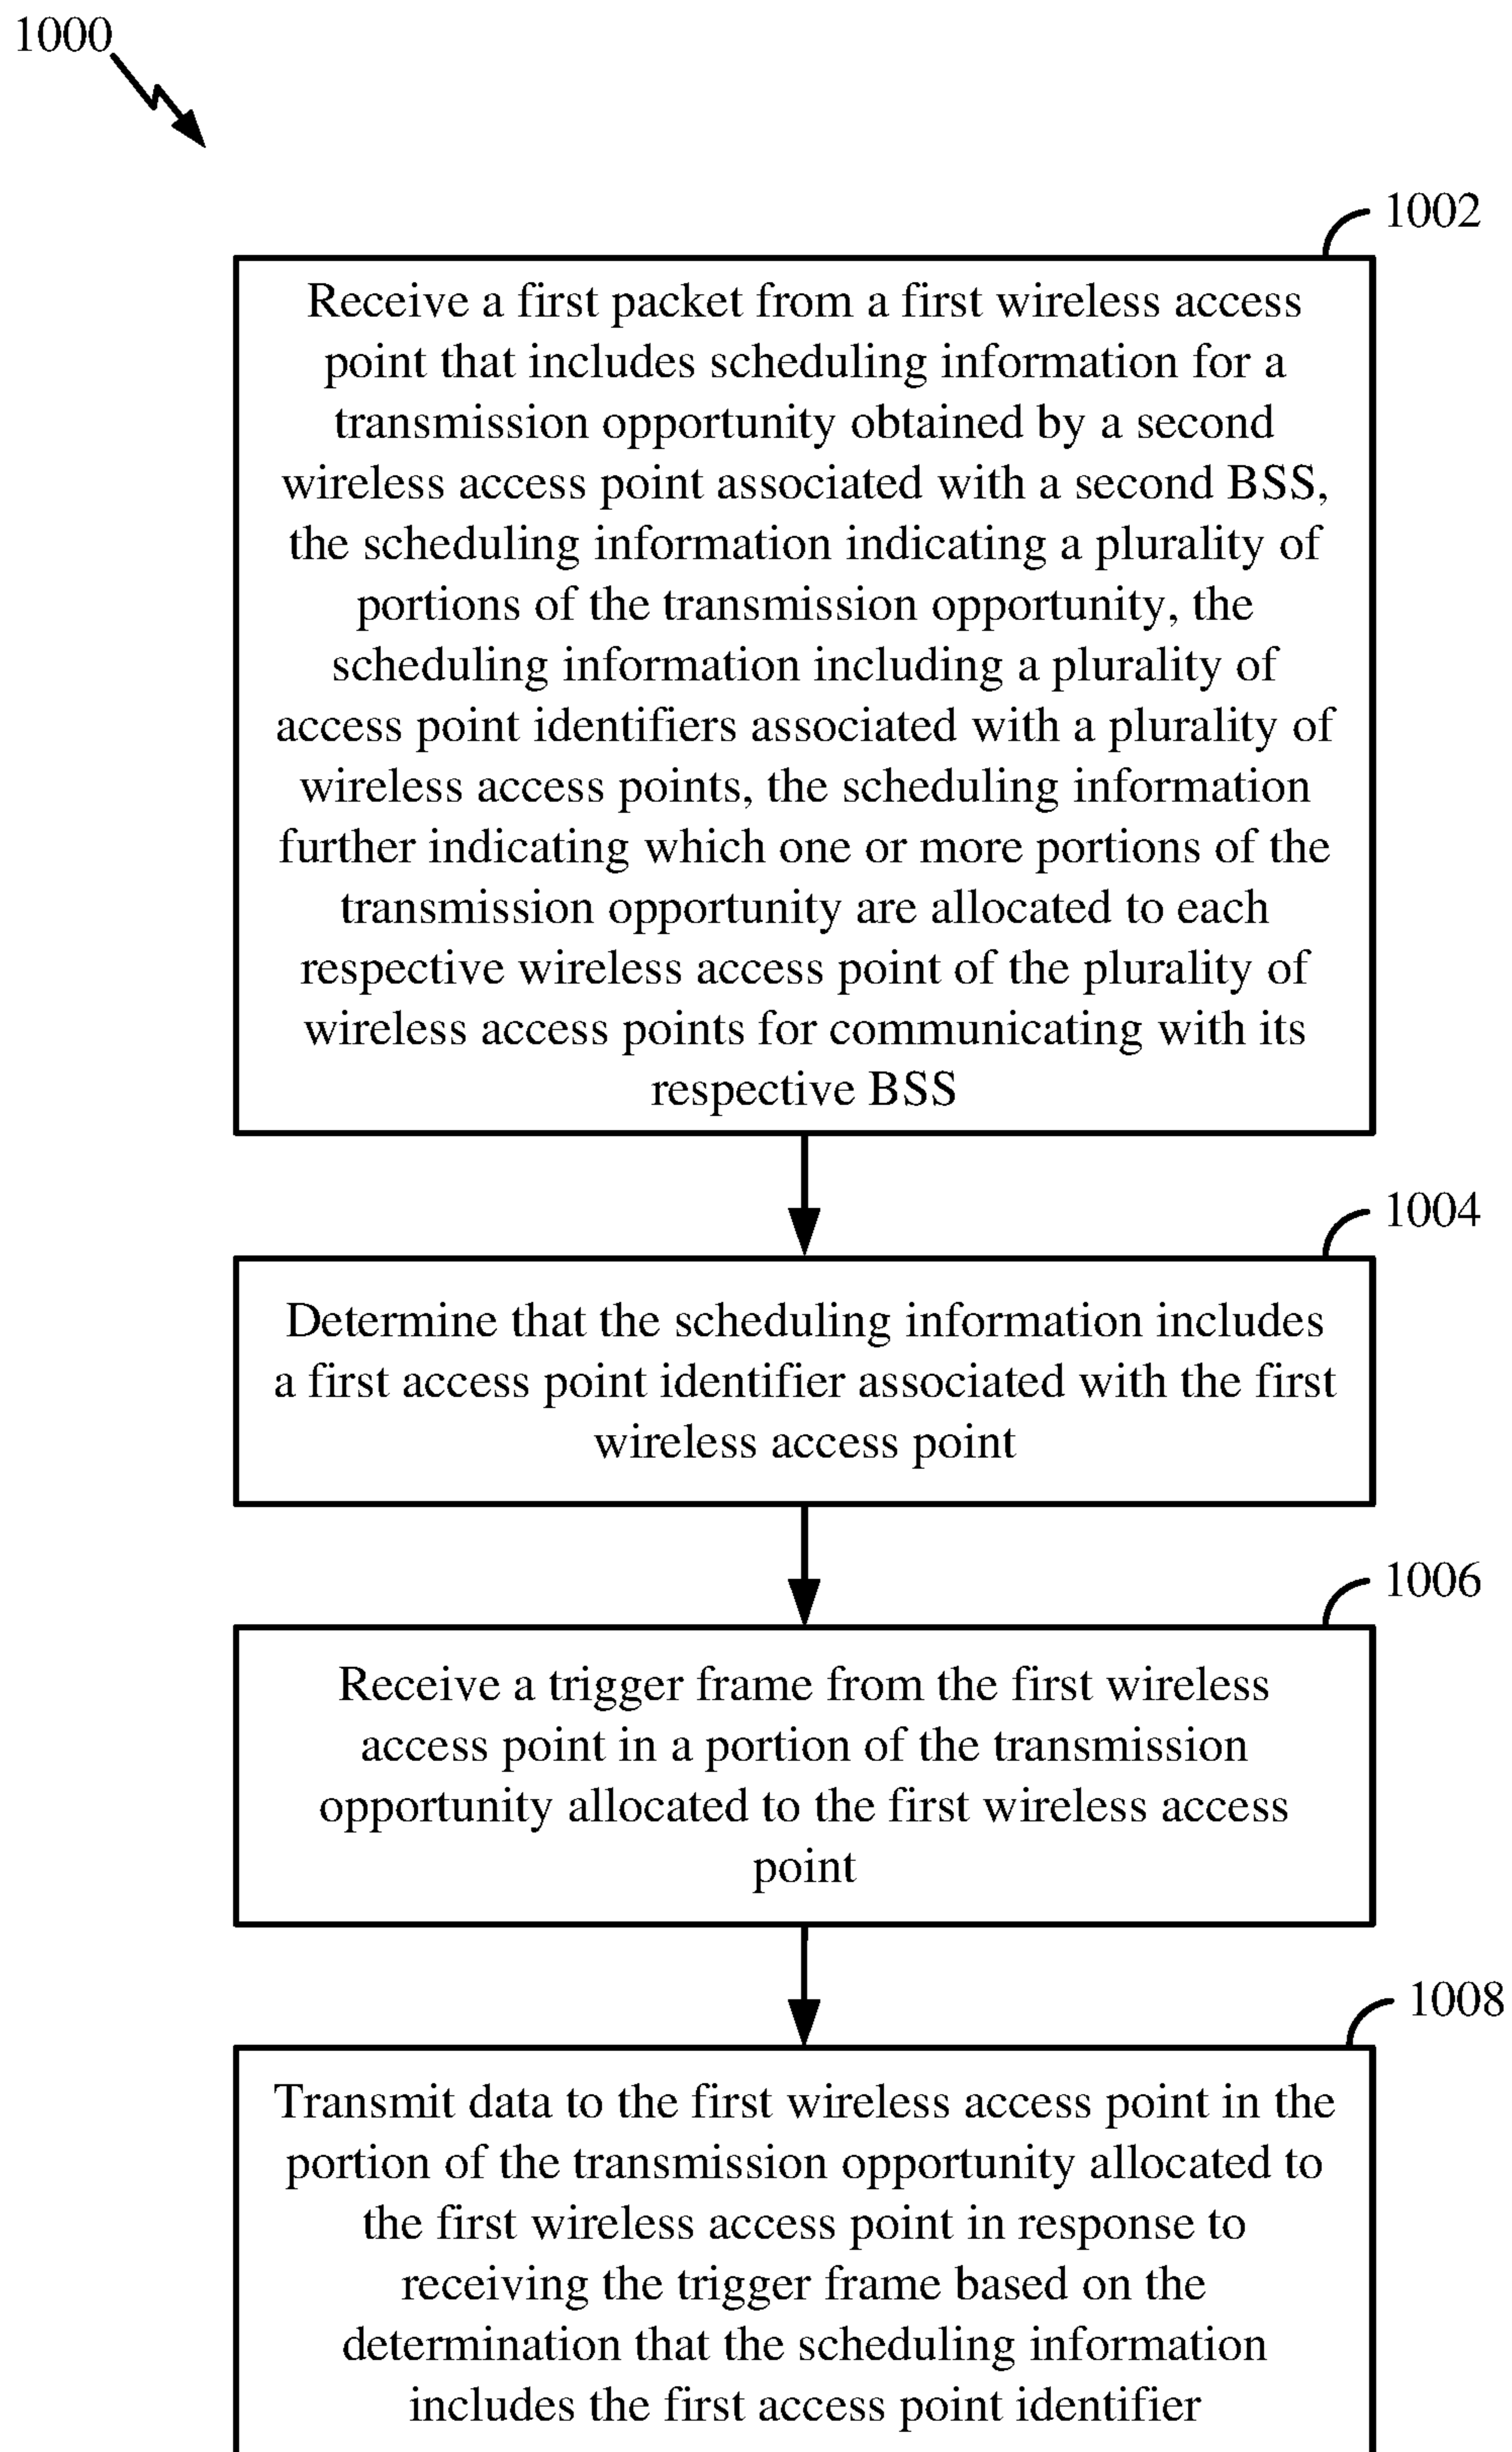 1000
1002
Receive a first packet from a first wireless access
point that includes scheduling information for a
transmission opportunity obtained by a second
wireless access point associated with a second BSS,
the scheduling information indicating a plurality of
portions of the transmission opportunity, the
scheduling information including a plurality of
access point identifiers associated with a plurality of
wireless access points, the scheduling information
further indicating which one or more portions of the
transmission opportunity are allocated to each
respective wireless access point of the plurality of
wireless access points for communicating with its
respective BSS
1004
Determine that the scheduling information includes
a first access point identifier associated with the first
wireless access point
1006
Receive a trigger frame from the first wireless
access point in a portion of the transmission
opportunity allocated to the first wireless access
point
1008
Transmit data to the first wireless access point in the
portion of the transmission opportunity allocated to
the first wireless access point in response to
receiving the trigger frame based on the
determination that the scheduling information
includes the first access point identifier